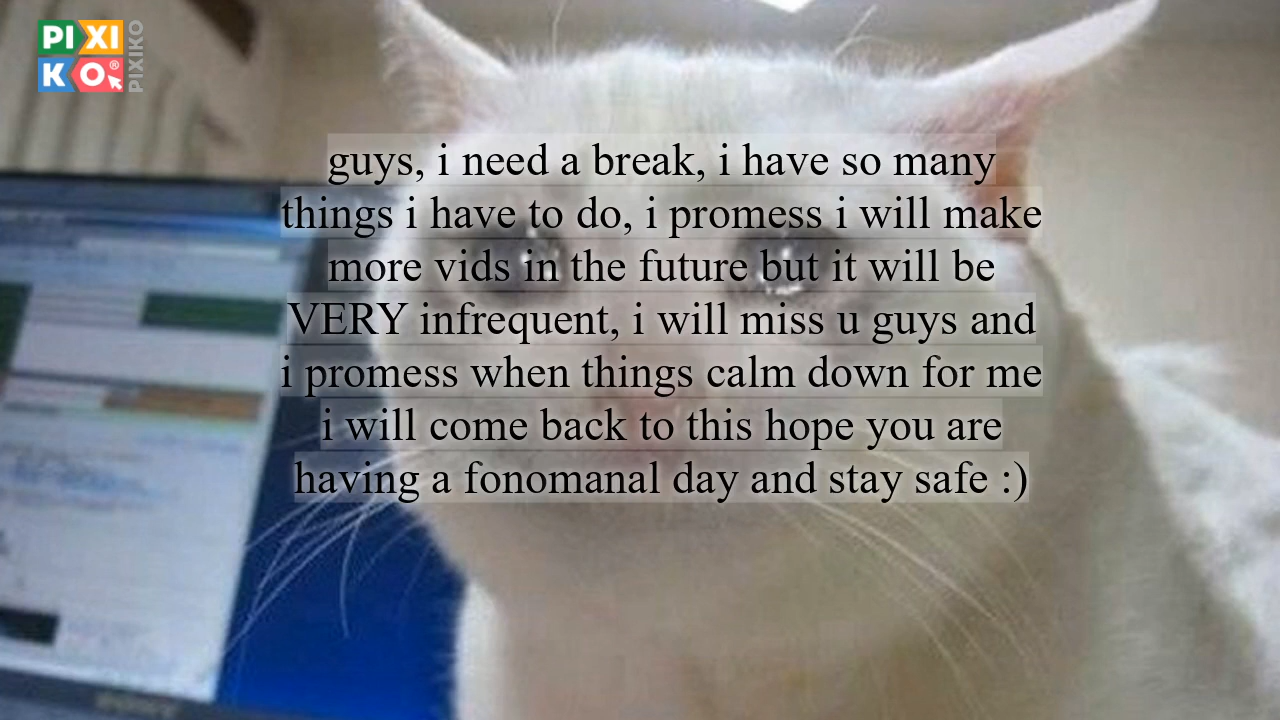 PIXI
KO®
PIXIKO
guys, i need a break, i have so many
things i have to do, i promess i will make
more vids in the future but it will be
VERY infrequent, i will miss u guys and
i promess when things calm down for me
i will come back to this hope you are
having a fonomanal day and stay safe :)